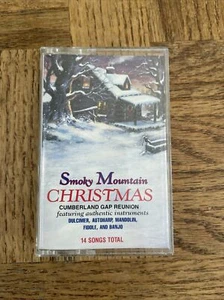 Smoky Mountain
CHRISTMAS
CUMBERLAND GAP REUNION
featuring authentic instruments
DULCIMER, AUTOHARP, MANDOLIN,
FIDDLE, AND BANJO
14 SONGS TOTAL